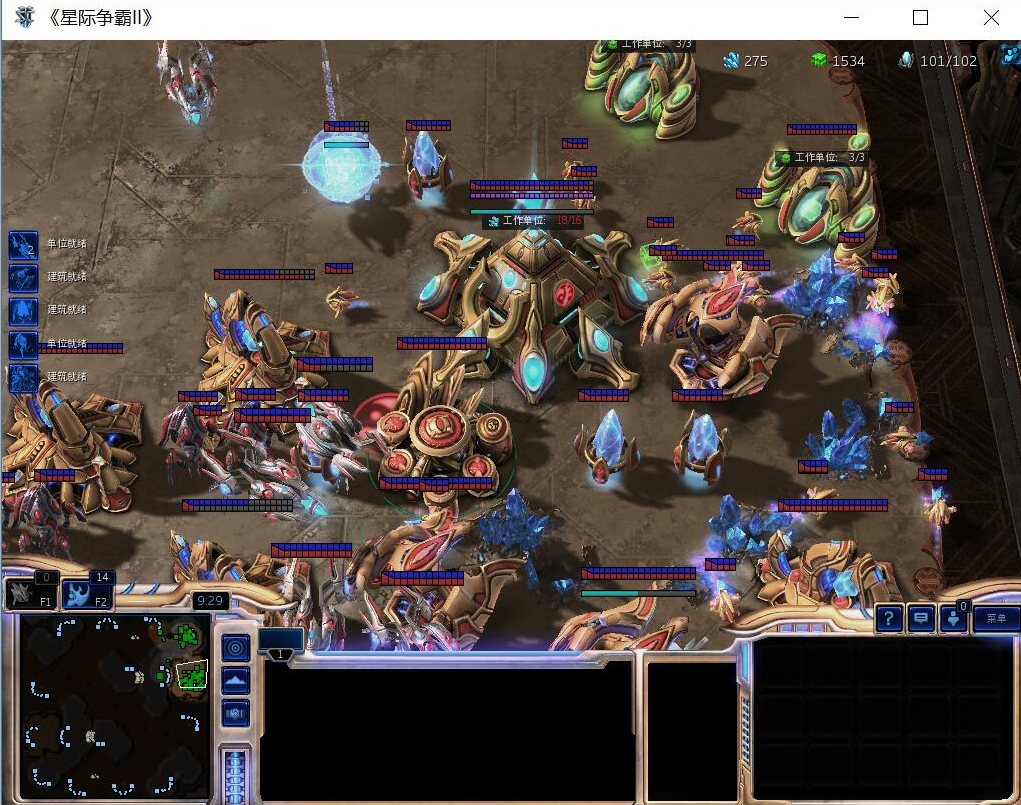 《星际争霸II》
工作单位: 3/3
275
1534
101/102
工作单位: 3/3
工作单位: 18/16
2
单位就绪
建筑就绪
建筑就绪
单位就绪
建筑就绪
0
F1
14
F2
9:29
?
0
菜单
1